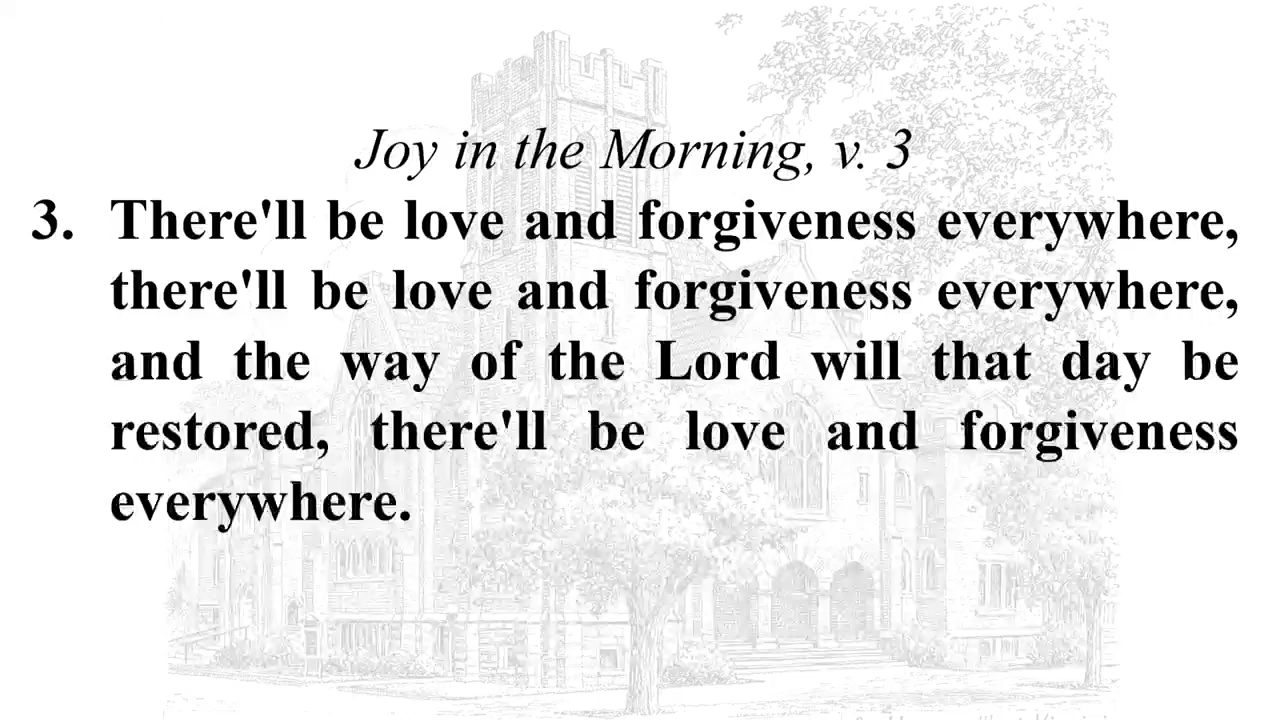 Joy in the Morning, v. 3
3. There'll be love and forgiveness everywhere,
there'll be love and forgiveness everywhere,
and the way of the Lord will that day be
restored, there'll be love and forgiveness
everywhere.